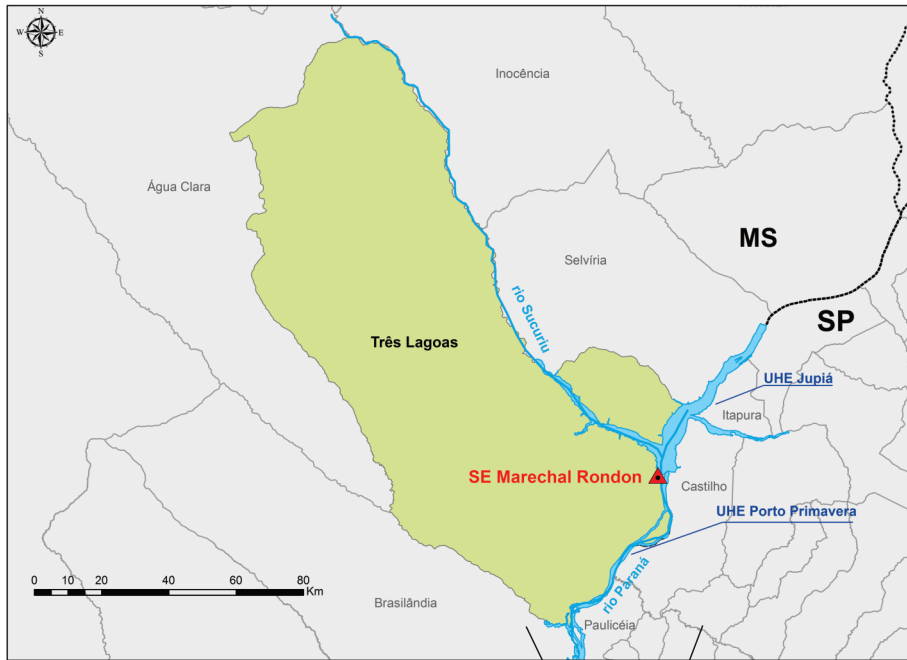 N
W E
S
Inocência
Água Clara
MS
Selvíria
rio Sucuriu
SP
Três Lagoas
UHE Jupiá
Itapura
SE Marechal Rondon
Castilho
UHE Porto Primavera
rio Paraná
0 10 20 40 60 80
Km
Brasilândia
Paulicéia